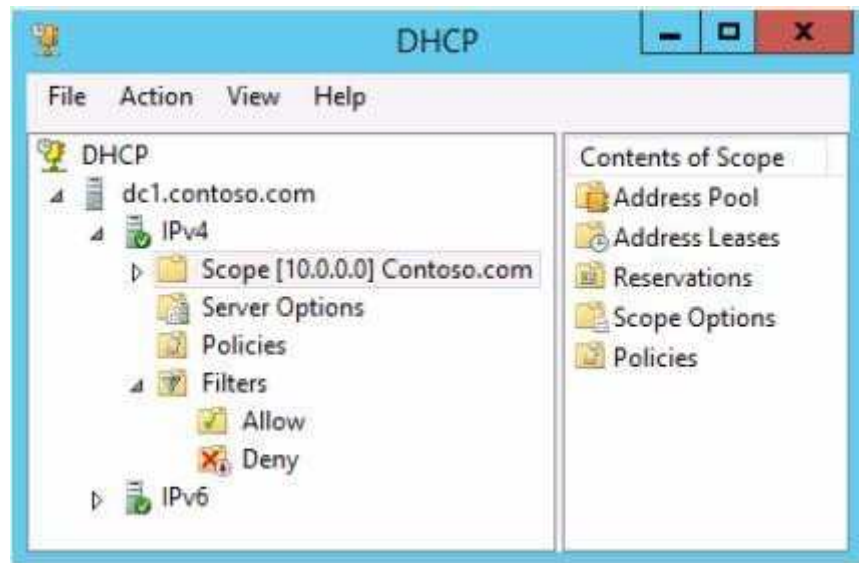 DHCP
File Action View Help
DHCP
dc1.contoso.com
IPv4
Scope [10.0.0.0] Contoso.com
Server Options
Policies
Filters
Allow
Deny
IPv6
Contents of Scope
Address Pool
Address Leases
Reservations
Scope Options
Policies